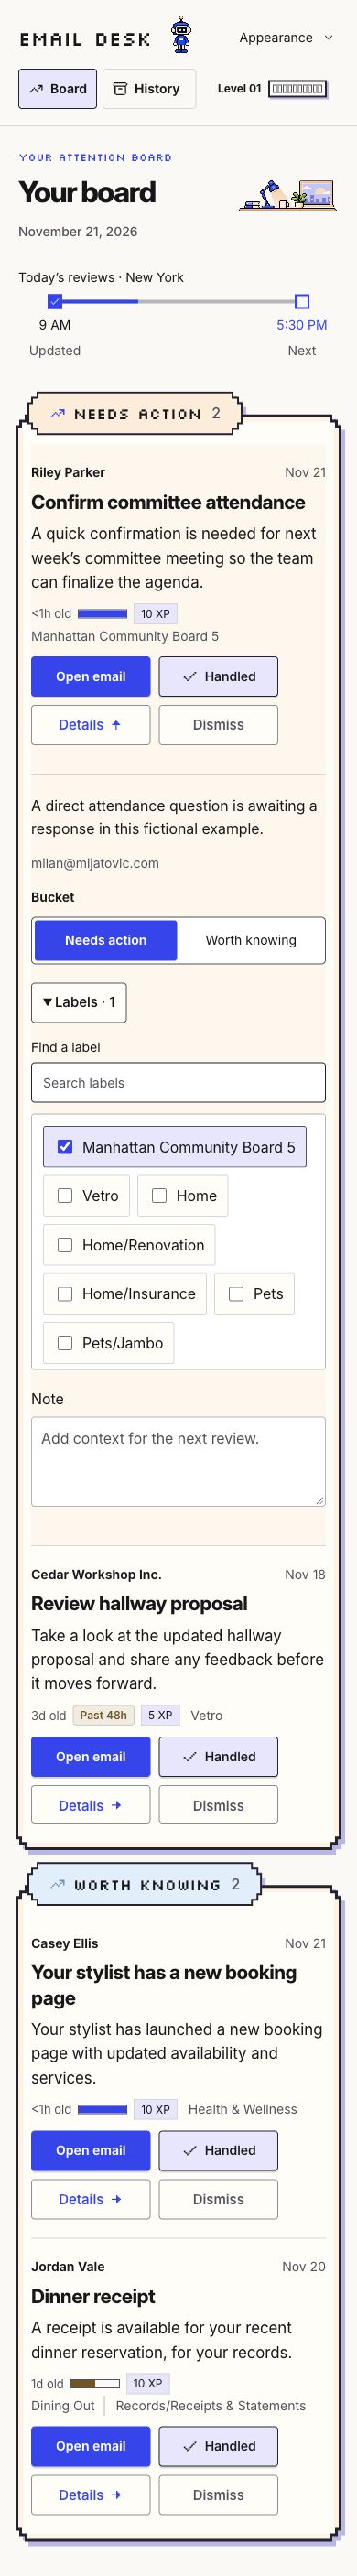 EMAIL DESK
Appearance
Board
History
Level 01
YOUR ATTENTION BOARD
Your board
November 21, 2026
Today's reviews · New York
9 AM
5:30 PM
Updated
Next
NEEDS ACTION 2
Riley Parker
Nov 21
Confirm committee attendance
A quick confirmation is needed for next
week's committee meeting so the team
can finalize the agenda.
<1h old
10 XP
Manhattan Community Board 5
Open email
Handled
Details
Dismiss
A direct attendance question is awaiting a
response in this fictional example.
milan@mijatovic.com
Bucket
Needs action
Worth knowing
Labels · 1
Find a label
Search labels
Manhattan Community Board 5
Vetro
Home
Home/Renovation
Home/Insurance
Pets
Pets/Jambo
Note
Add context for the next review.
Cedar Workshop Inc.
Nov 18
Review hallway proposal
Take a look at the updated hallway
proposal and share any feedback before
it moves forward.
3d old
Past 48h
5 XP
Vetro
Open email
Handled
Details
Dismiss
WORTH KNOWING 2
Casey Ellis
Nov 21
Your stylist has a new booking
page
Your stylist has launched a new booking
page with updated availability and
services.
<1h old
10 XP
Health & Wellness
Open email
Handled
Details
Dismiss
Jordan Vale
Nov 20
Dinner receipt
A receipt is available for your recent
dinner reservation, for your records.
1d old
10 XP
Dining Out
Records/Receipts & Statements
Open email
Handled
Details
Dismiss